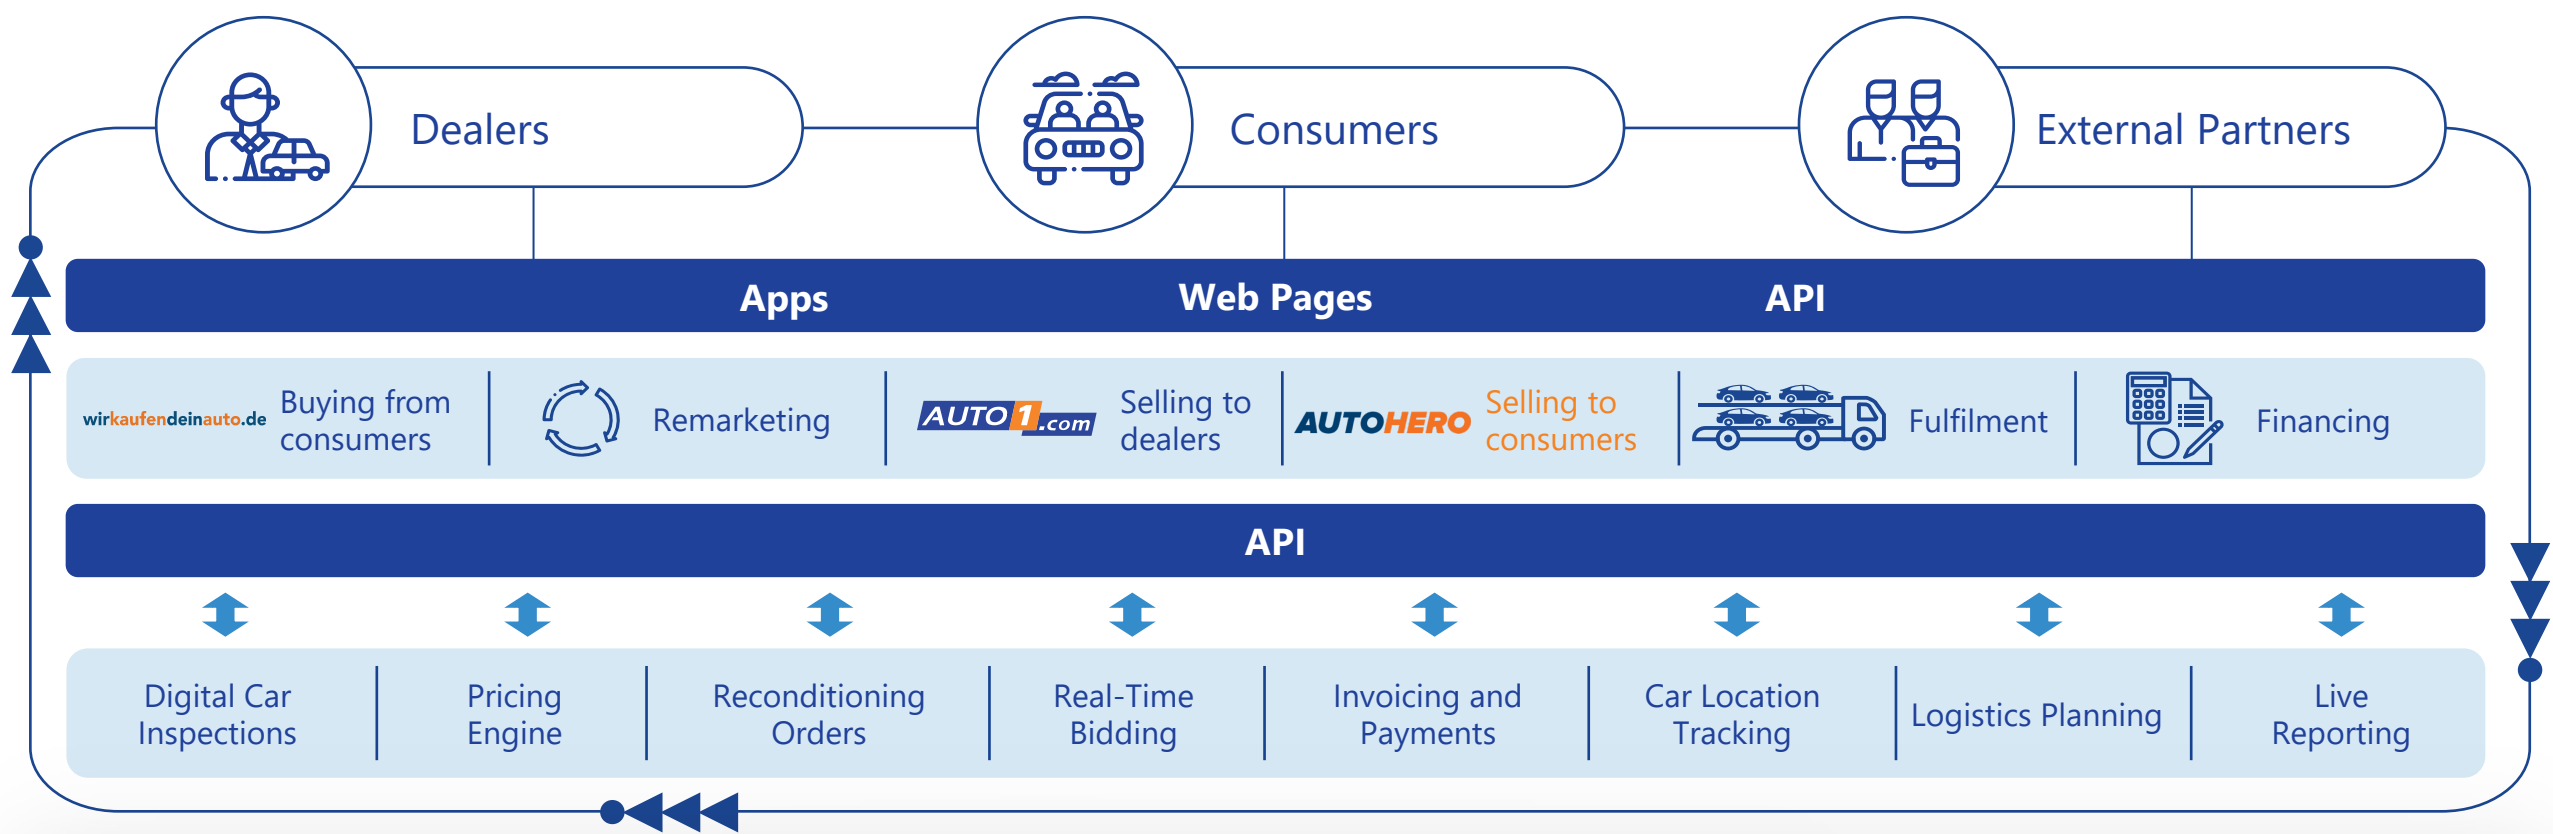 Dealers
Consumers
External Partners
Apps
Web Pages
API
wirkaufendeinauto.de
Buying from
consumers
Remarketing
AUTO1.com
Selling to
dealers
AUTOHERO
Selling to
consumers
Fulfilment
Financing
API
Digital Car
Inspections
Pricing
Engine
Reconditioning
Orders
Real-Time
Bidding
Invoicing and
Payments
Car Location
Tracking
Logistics Planning
Live
Reporting